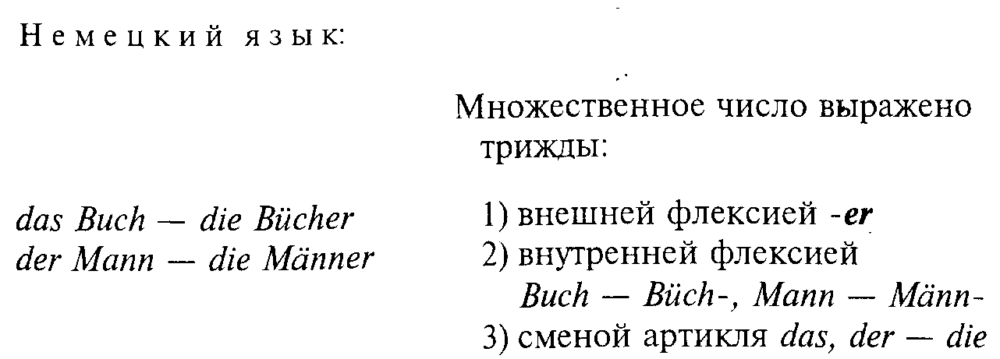 Немецкий язык:
Множественное число выражено
трижды:
das Buch — die Bücher
der Mann — die Männer
1) внешней флексией -er
2) внутренней флексией
Buch — Büch-, Mann — Männ-
3) сменой артикля das, der — die